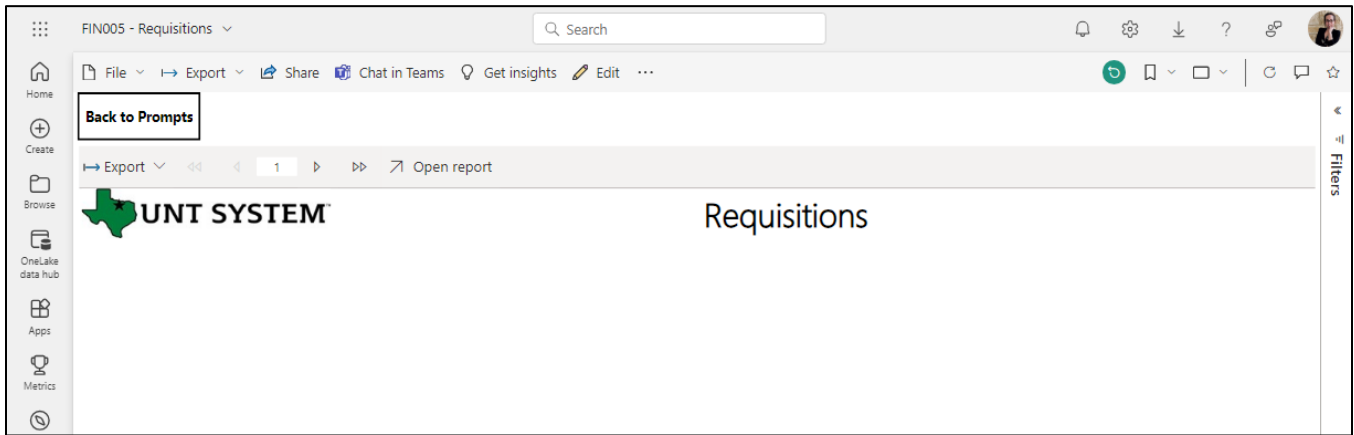 FIN005 - Requisitions
Search
?
File Export Share Chat in Teams Get insights Edit ...
Home
Back to Prompts
Create
Export 1 Open report
Filters
Browse
UNT SYSTEM™
Requisitions
OneLake
data hub
Apps
Metrics